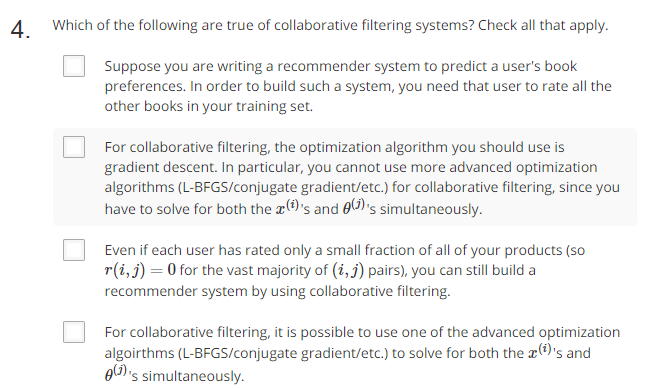 4. Which of the following are true of collaborative filtering systems? Check all that apply.
Suppose you are writing a recommender system to predict a user's book
preferences. In order to build such a system, you need that user to rate all the
other books in your training set.
For collaborative filtering, the optimization algorithm you should use is
gradient descent. In particular, you cannot use more advanced optimization
algorithms (L-BFGS/conjugate gradient/etc.) for collaborative filtering, since you
have to solve for both the x^(i)'s and θ^(j)'s simultaneously.
Even if each user has rated only a small fraction of all of your products (so
r(i, j) = 0 for the vast majority of (i, j) pairs), you can still build a
recommender system by using collaborative filtering.
For collaborative filtering, it is possible to use one of the advanced optimization
algoirthms (L-BFGS/conjugate gradient/etc.) to solve for both the x^(i)'s and
θ^(j)'s simultaneously.